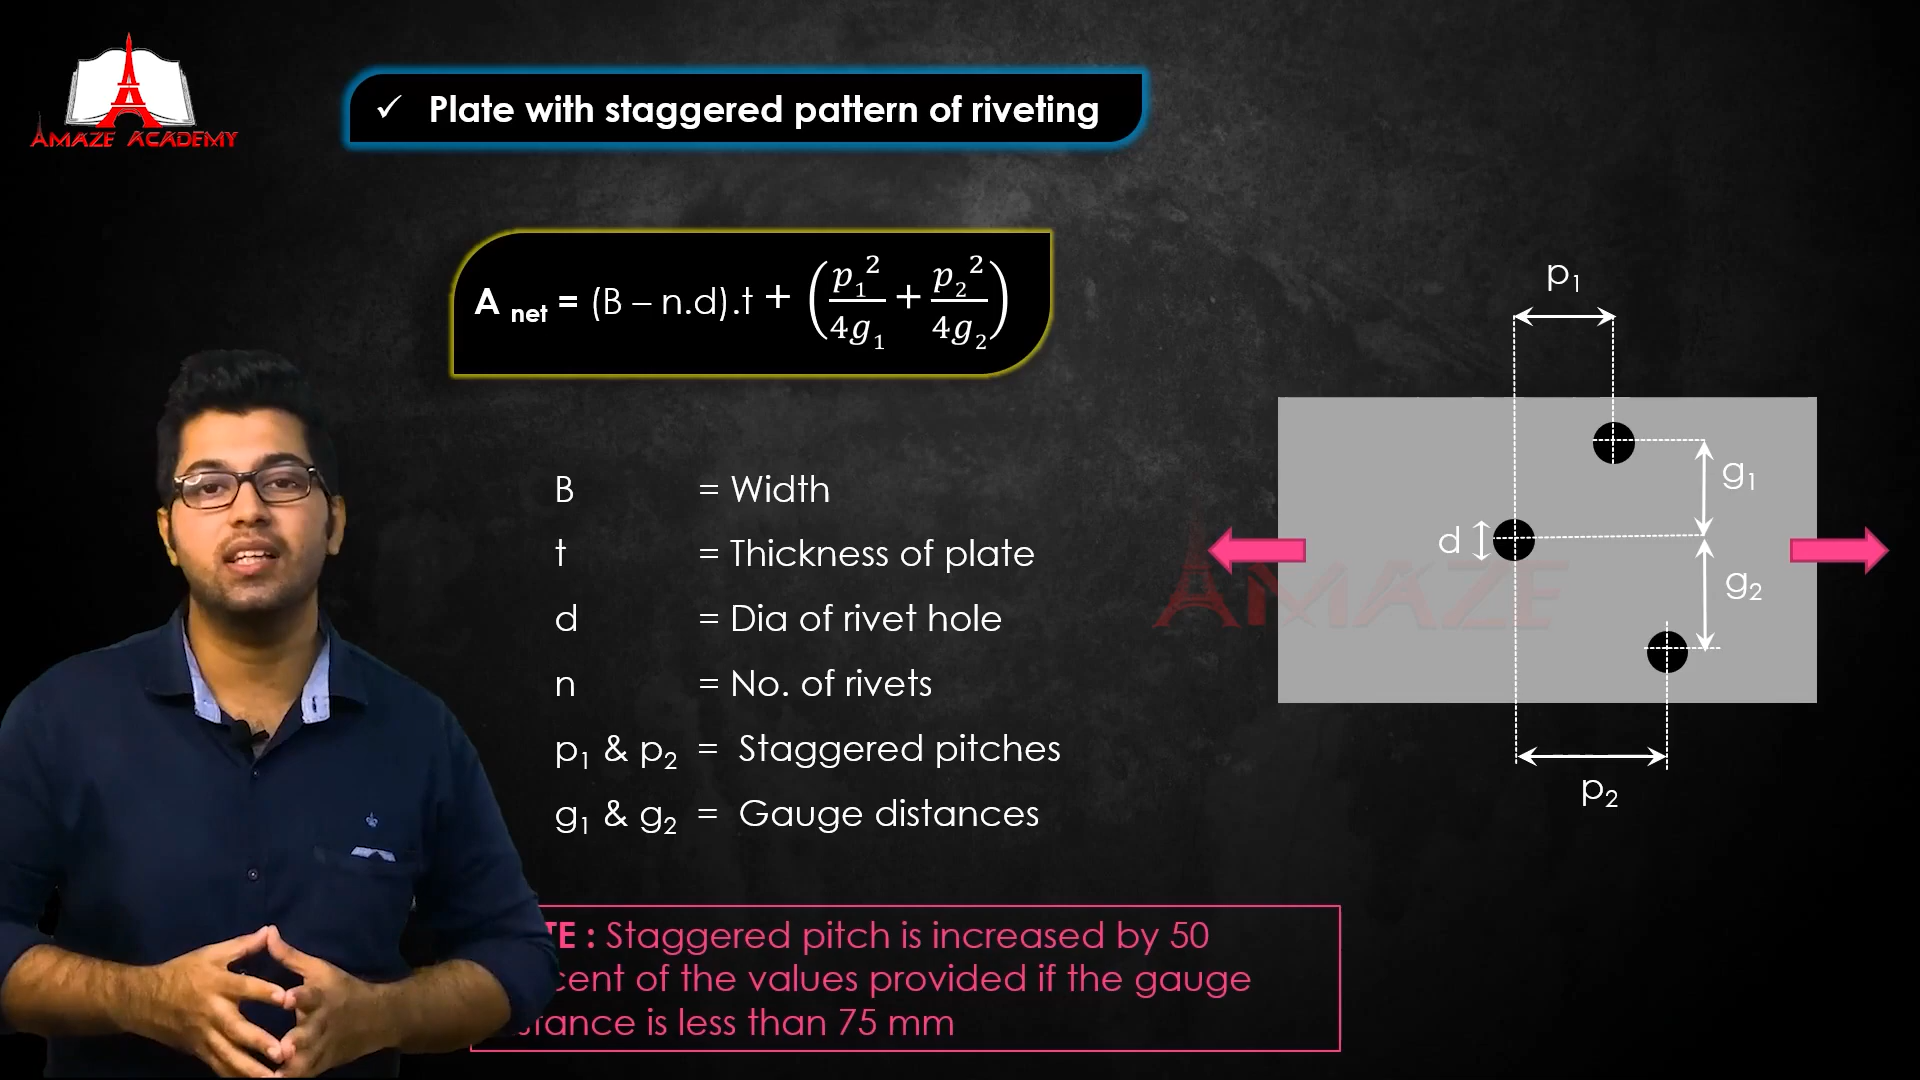 AMAZE ACADEMY
✓ Plate with staggered pattern of riveting
A net = (B – n.d).t + (p₁²/4g₁ + p₂²/4g₂)
p₁
g₁
d
g₂
p₂
B = Width
t = Thickness of plate
d = Dia of rivet hole
n = No. of rivets
p₁ & p₂ = Staggered pitches
g₁ & g₂ = Gauge distances
AMAZE
TE : Staggered pitch is increased by 50
cent of the values provided if the gauge
stance is less than 75 mm